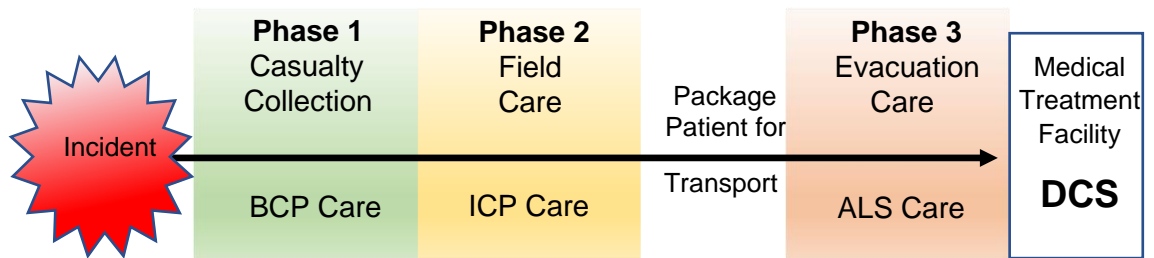 Incident
Phase 1
Casualty
Collection
BCP Care
Phase 2
Field
Care
ICP Care
Package
Patient for
Transport
Phase 3
Evacuation
Care
ALS Care
Medical
Treatment
Facility
DCS